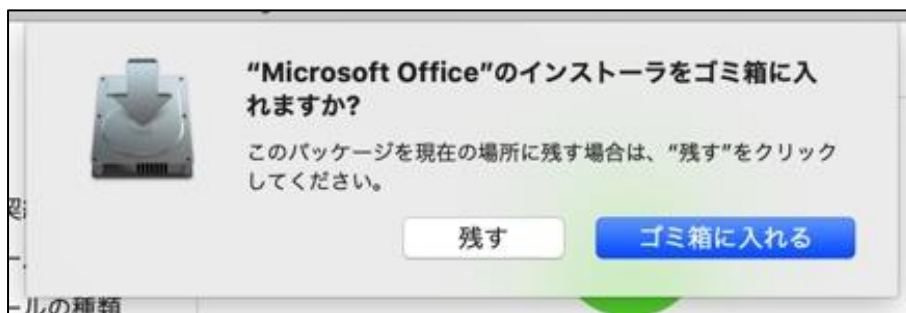 “Microsoft Office”のインストーラをゴミ箱に入
れますか?
このパッケージを現在の場所に残す場合は、“残す”をクリック
してください。
残す
ゴミ箱に入れる
ールの種類